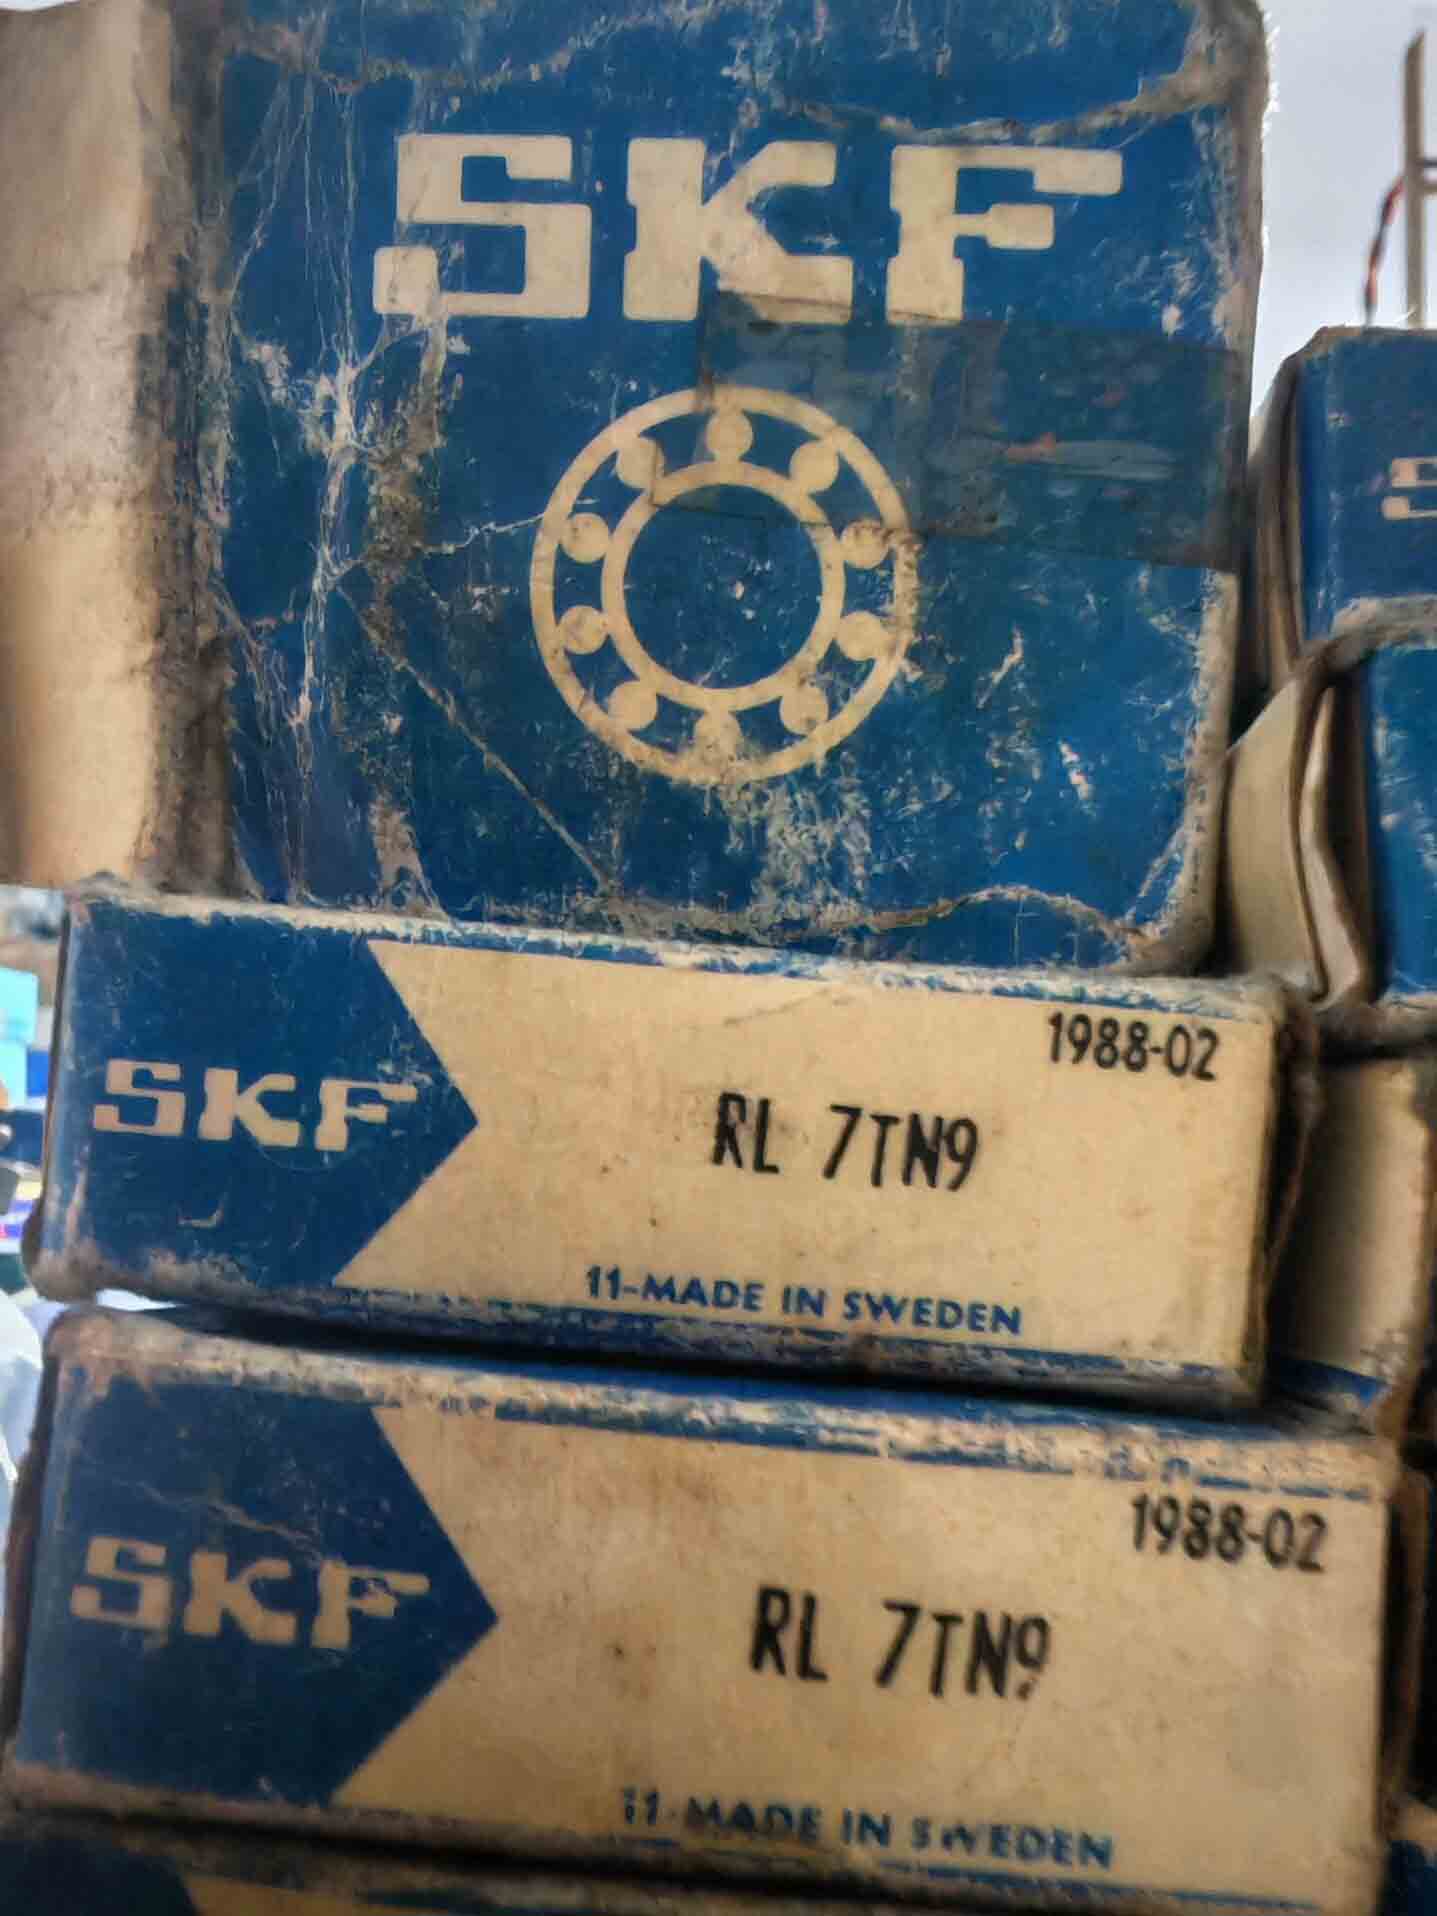 SKF
SKF
1988-02
RL 7TN9
11-MADE IN SWEDEN
SKF
1988-02
RL 7TN9
11-MADE IN SWEDEN